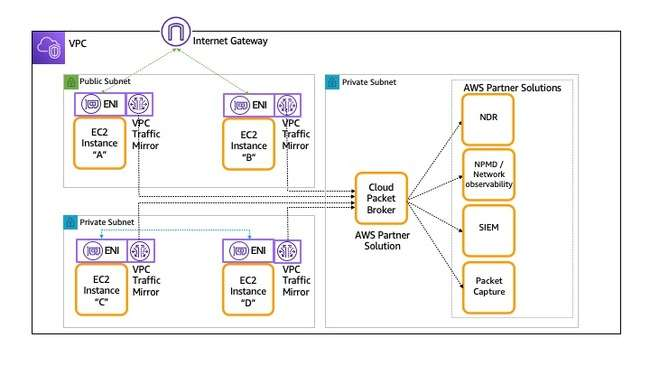 VPC
Internet Gateway
Public Subnet
ENI
ENI
EC2
Instance
"A"
VPC
Traffic
Mirror
EC2
Instance
"B"
VPC
Traffic
Mirror
Private Subnet
ENI
ENI
EC2
Instance
"C"
VPC
Traffic
Mirror
EC2
Instance
"D"
VPC
Traffic
Mirror
Private Subnet
Cloud
Packet
Broker
AWS Partner
Solution
AWS Partner Solutions
NDR
NPMD /
Network
observability
SIEM
Packet
Capture